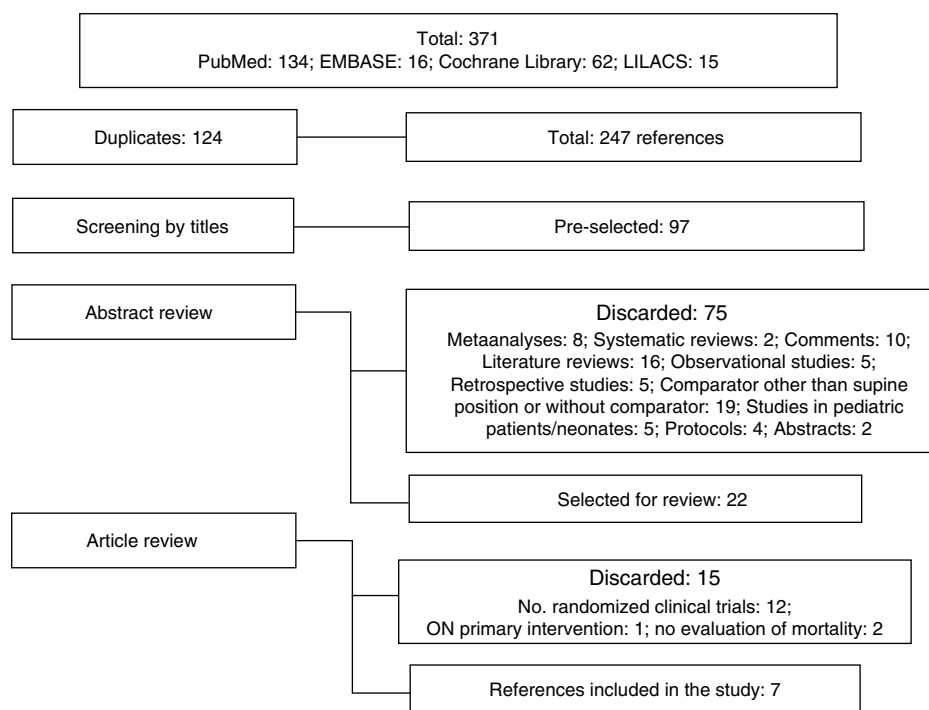 Total: 371
PubMed: 134; EMBASE: 16; Cochrane Library: 62; LILACS: 15
Duplicates: 124
Total: 247 references
Screening by titles
Pre-selected: 97
Abstract review
Discarded: 75
Metaanalyses: 8; Systematic reviews: 2; Comments: 10;
Literature reviews: 16; Observational studies: 5;
Retrospective studies: 5; Comparator other than supine
position or without comparator: 19; Studies in pediatric
patients/neonates: 5; Protocols: 4; Abstracts: 2
Selected for review: 22
Article review
Discarded: 15
No. randomized clinical trials: 12;
ON primary intervention: 1; no evaluation of mortality: 2
References included in the study: 7